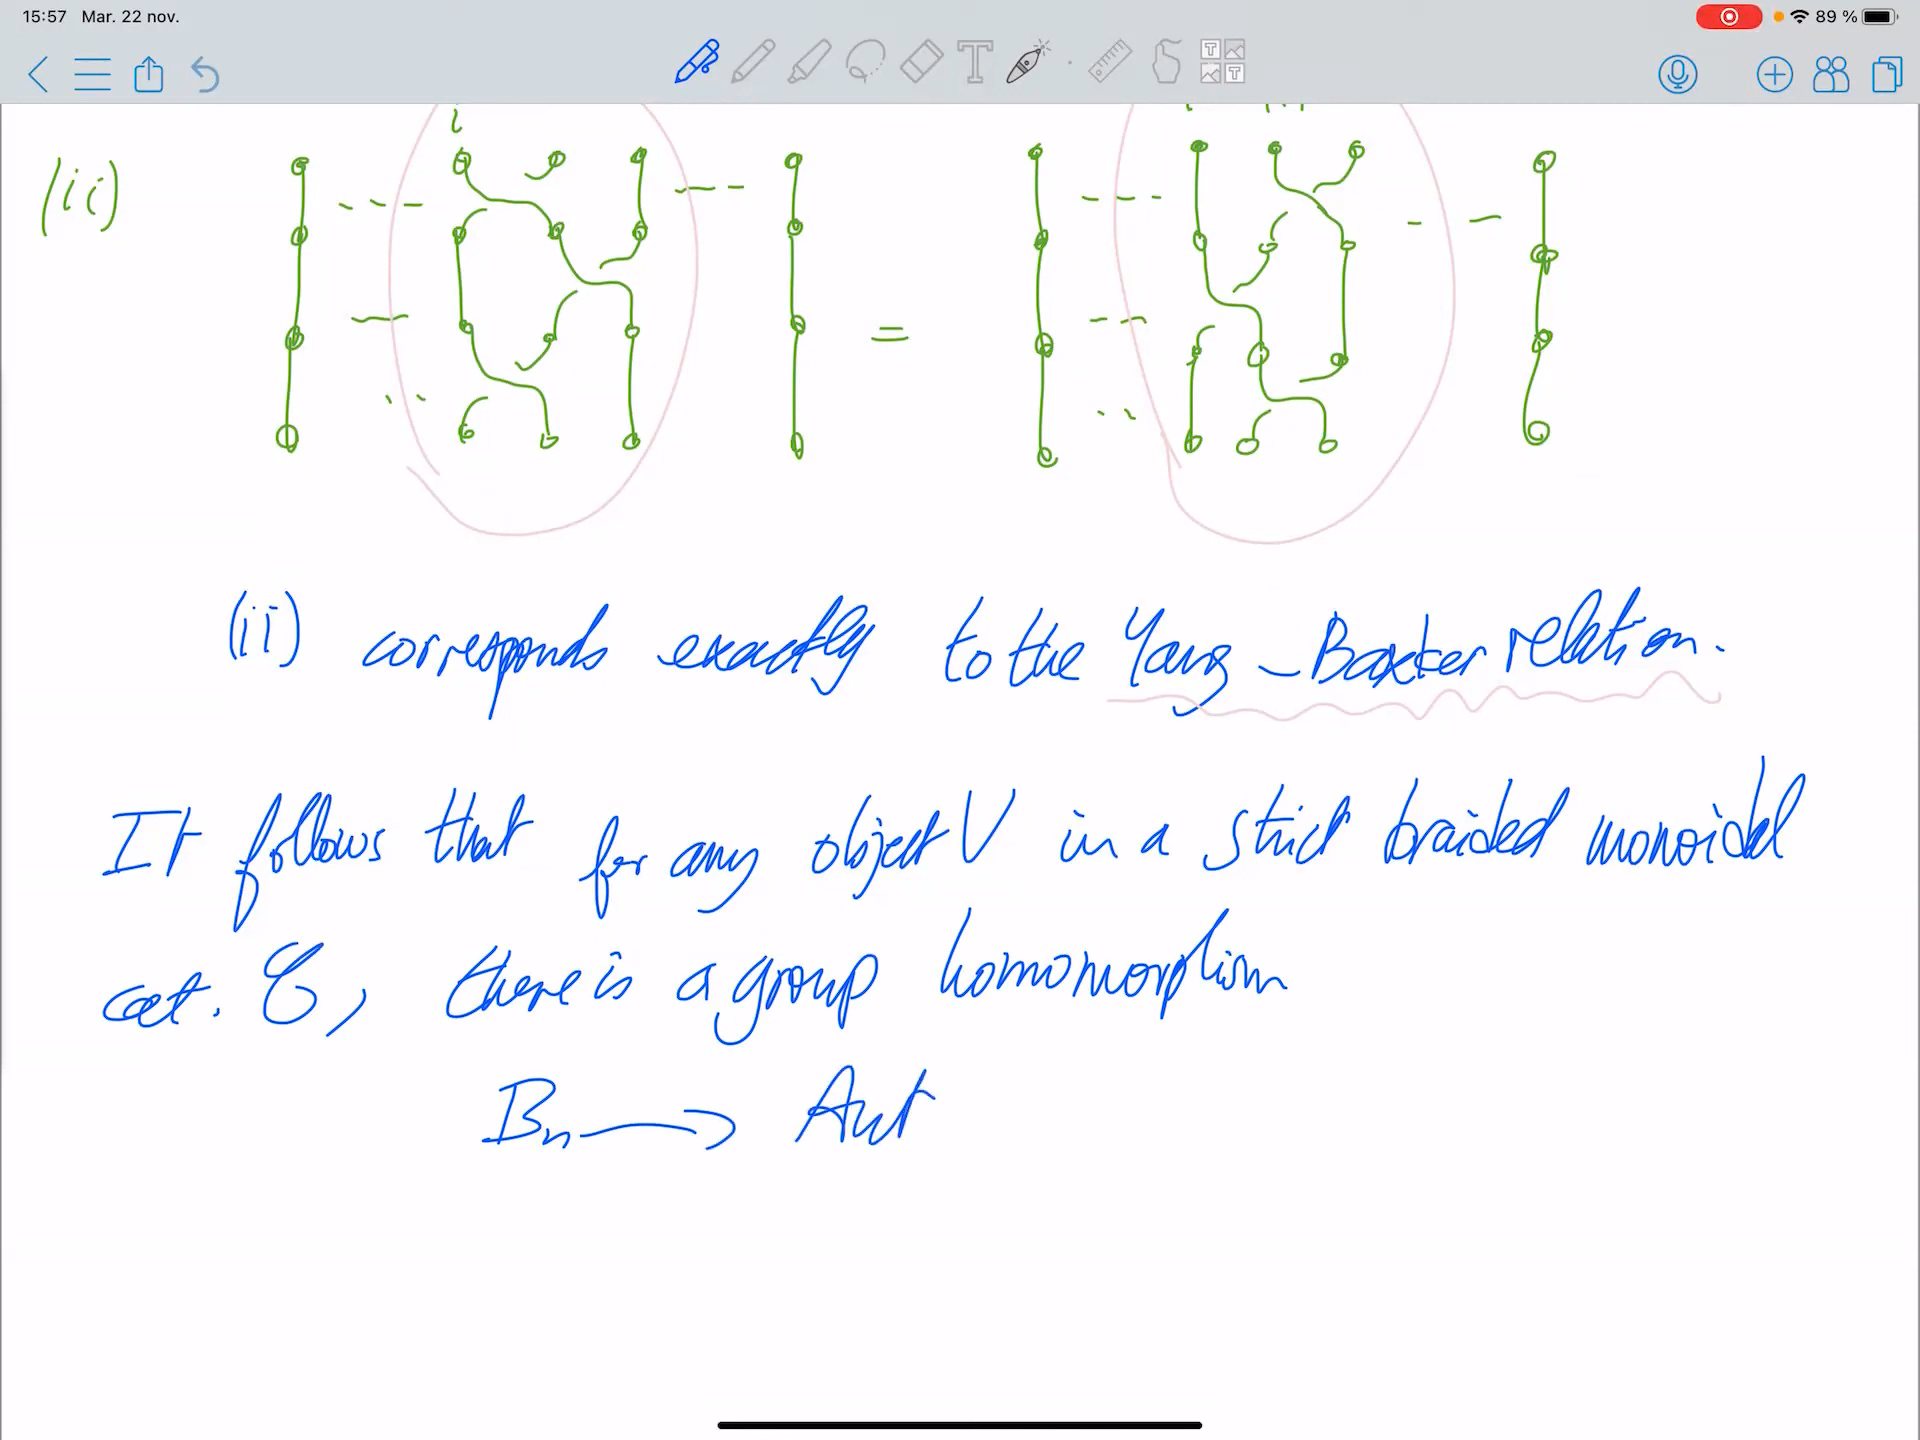 15:57 Mar. 22 nov. 89 %
i
(ii)
=
(ii) corresponds exactly to the Yang-Baxter relation.
It follows that for any object V in a strict braided monoidal
cat. C, there is a group homomorphism
Bn → Aut